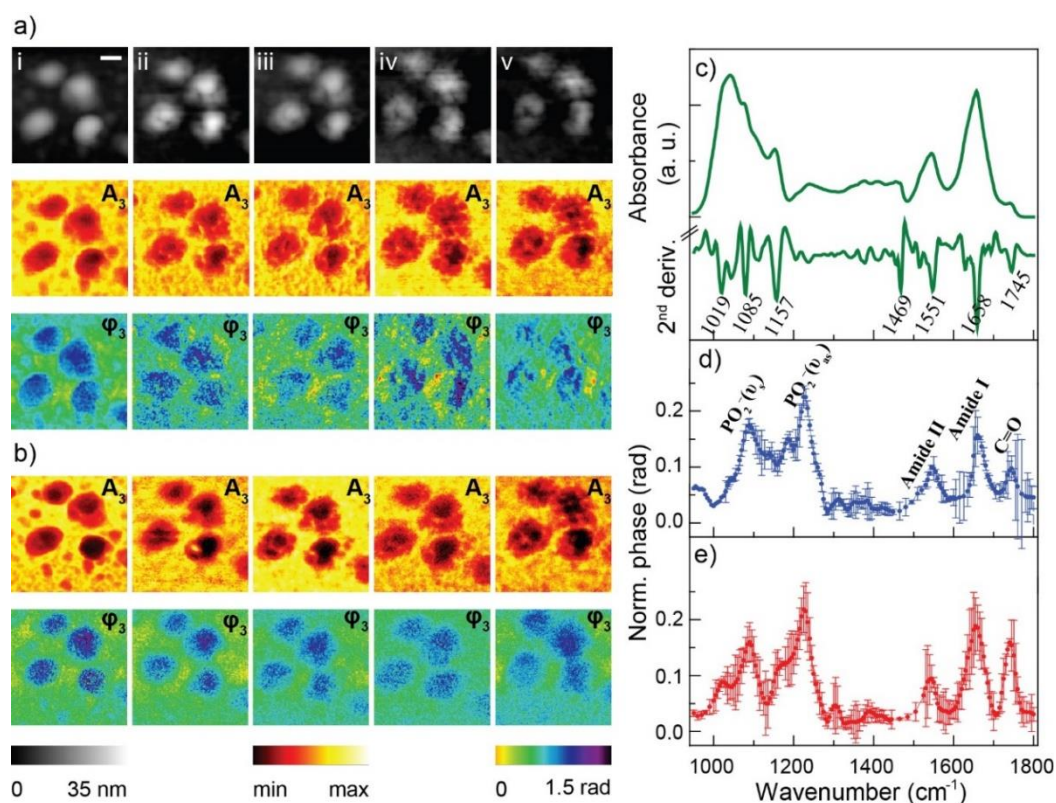 a)
i
ii
iii
iv
v
A₃
A₃
A₃
A₃
A₃
φ₃
φ₃
φ₃
φ₃
φ₃
b)
A₃
A₃
A₃
A₃
A₃
φ₃
φ₃
φ₃
φ₃
φ₃
0 35 nm
min max
0 1.5 rad
c)
Absorbance
(a. u.)
2nd deriv.
1019
1085
1157
1469
1551
1658
1745
d)
PO₂⁻(υs)
PO₂⁻(υas)
Amide II
Amide I
C=O
0.2
0.1
0.0
Norm. phase (rad)
e)
0.2
0.1
0.0
1000 1200 1400 1600 1800
Wavenumber (cm⁻¹)